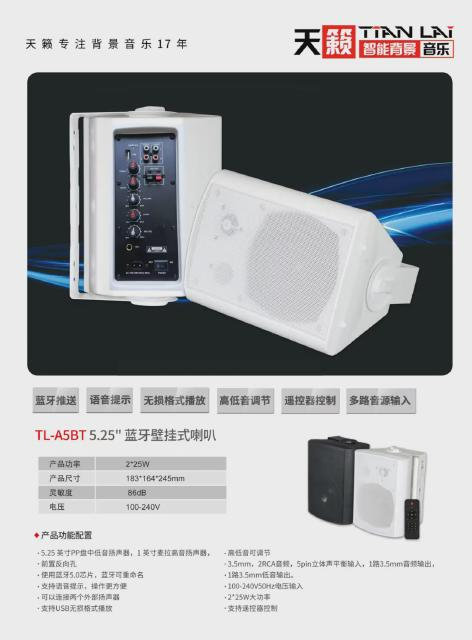 天籁专注背景音乐17年
天籁 TIAN LAI
智能背景音乐
蓝牙推送 语音提示 无损格式播放 高低音调节 遥控器控制 多路音源输入
TL-A5BT 5.25" 蓝牙壁挂式喇叭
产品功率 2*25W
产品尺寸 183*164*245mm
灵敏度 86dB
电压 100-240V
产品功能配置
·5.25 英寸PP盘中低音扬声器，1 英寸麦拉高音扬声器，
·前置反向孔
·使用蓝牙5.0芯片，蓝牙可重命名
·支持语音提示，操作更方便
·可以连接两个外部扬声器
·支持USB无损格式播放
·高低音可调节
·3.5mm，2RCA音频，5pin立体声平衡输入，1路3.5mm音频输出，
·1路3.5mm低音输出。
·100-240V50Hz电压输入
·2*25W大功率
·支持遥控器控制